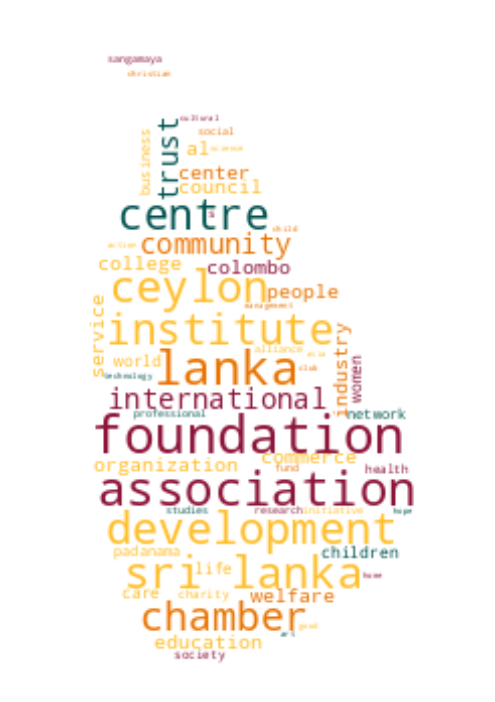 sangamaya
christian
cultural
trust
business
social
al science
center
council
centre
s
child
action community
college colombo
ceylon people
management
service
institute
industry
alliance asia
world lanka club
technology
women
international
professional network
foundation
organization commerce
fund health
association
studies research initiative hope
development
padanama children
sri lanka
life home
care charity welfare
chamber
good
art
education
society